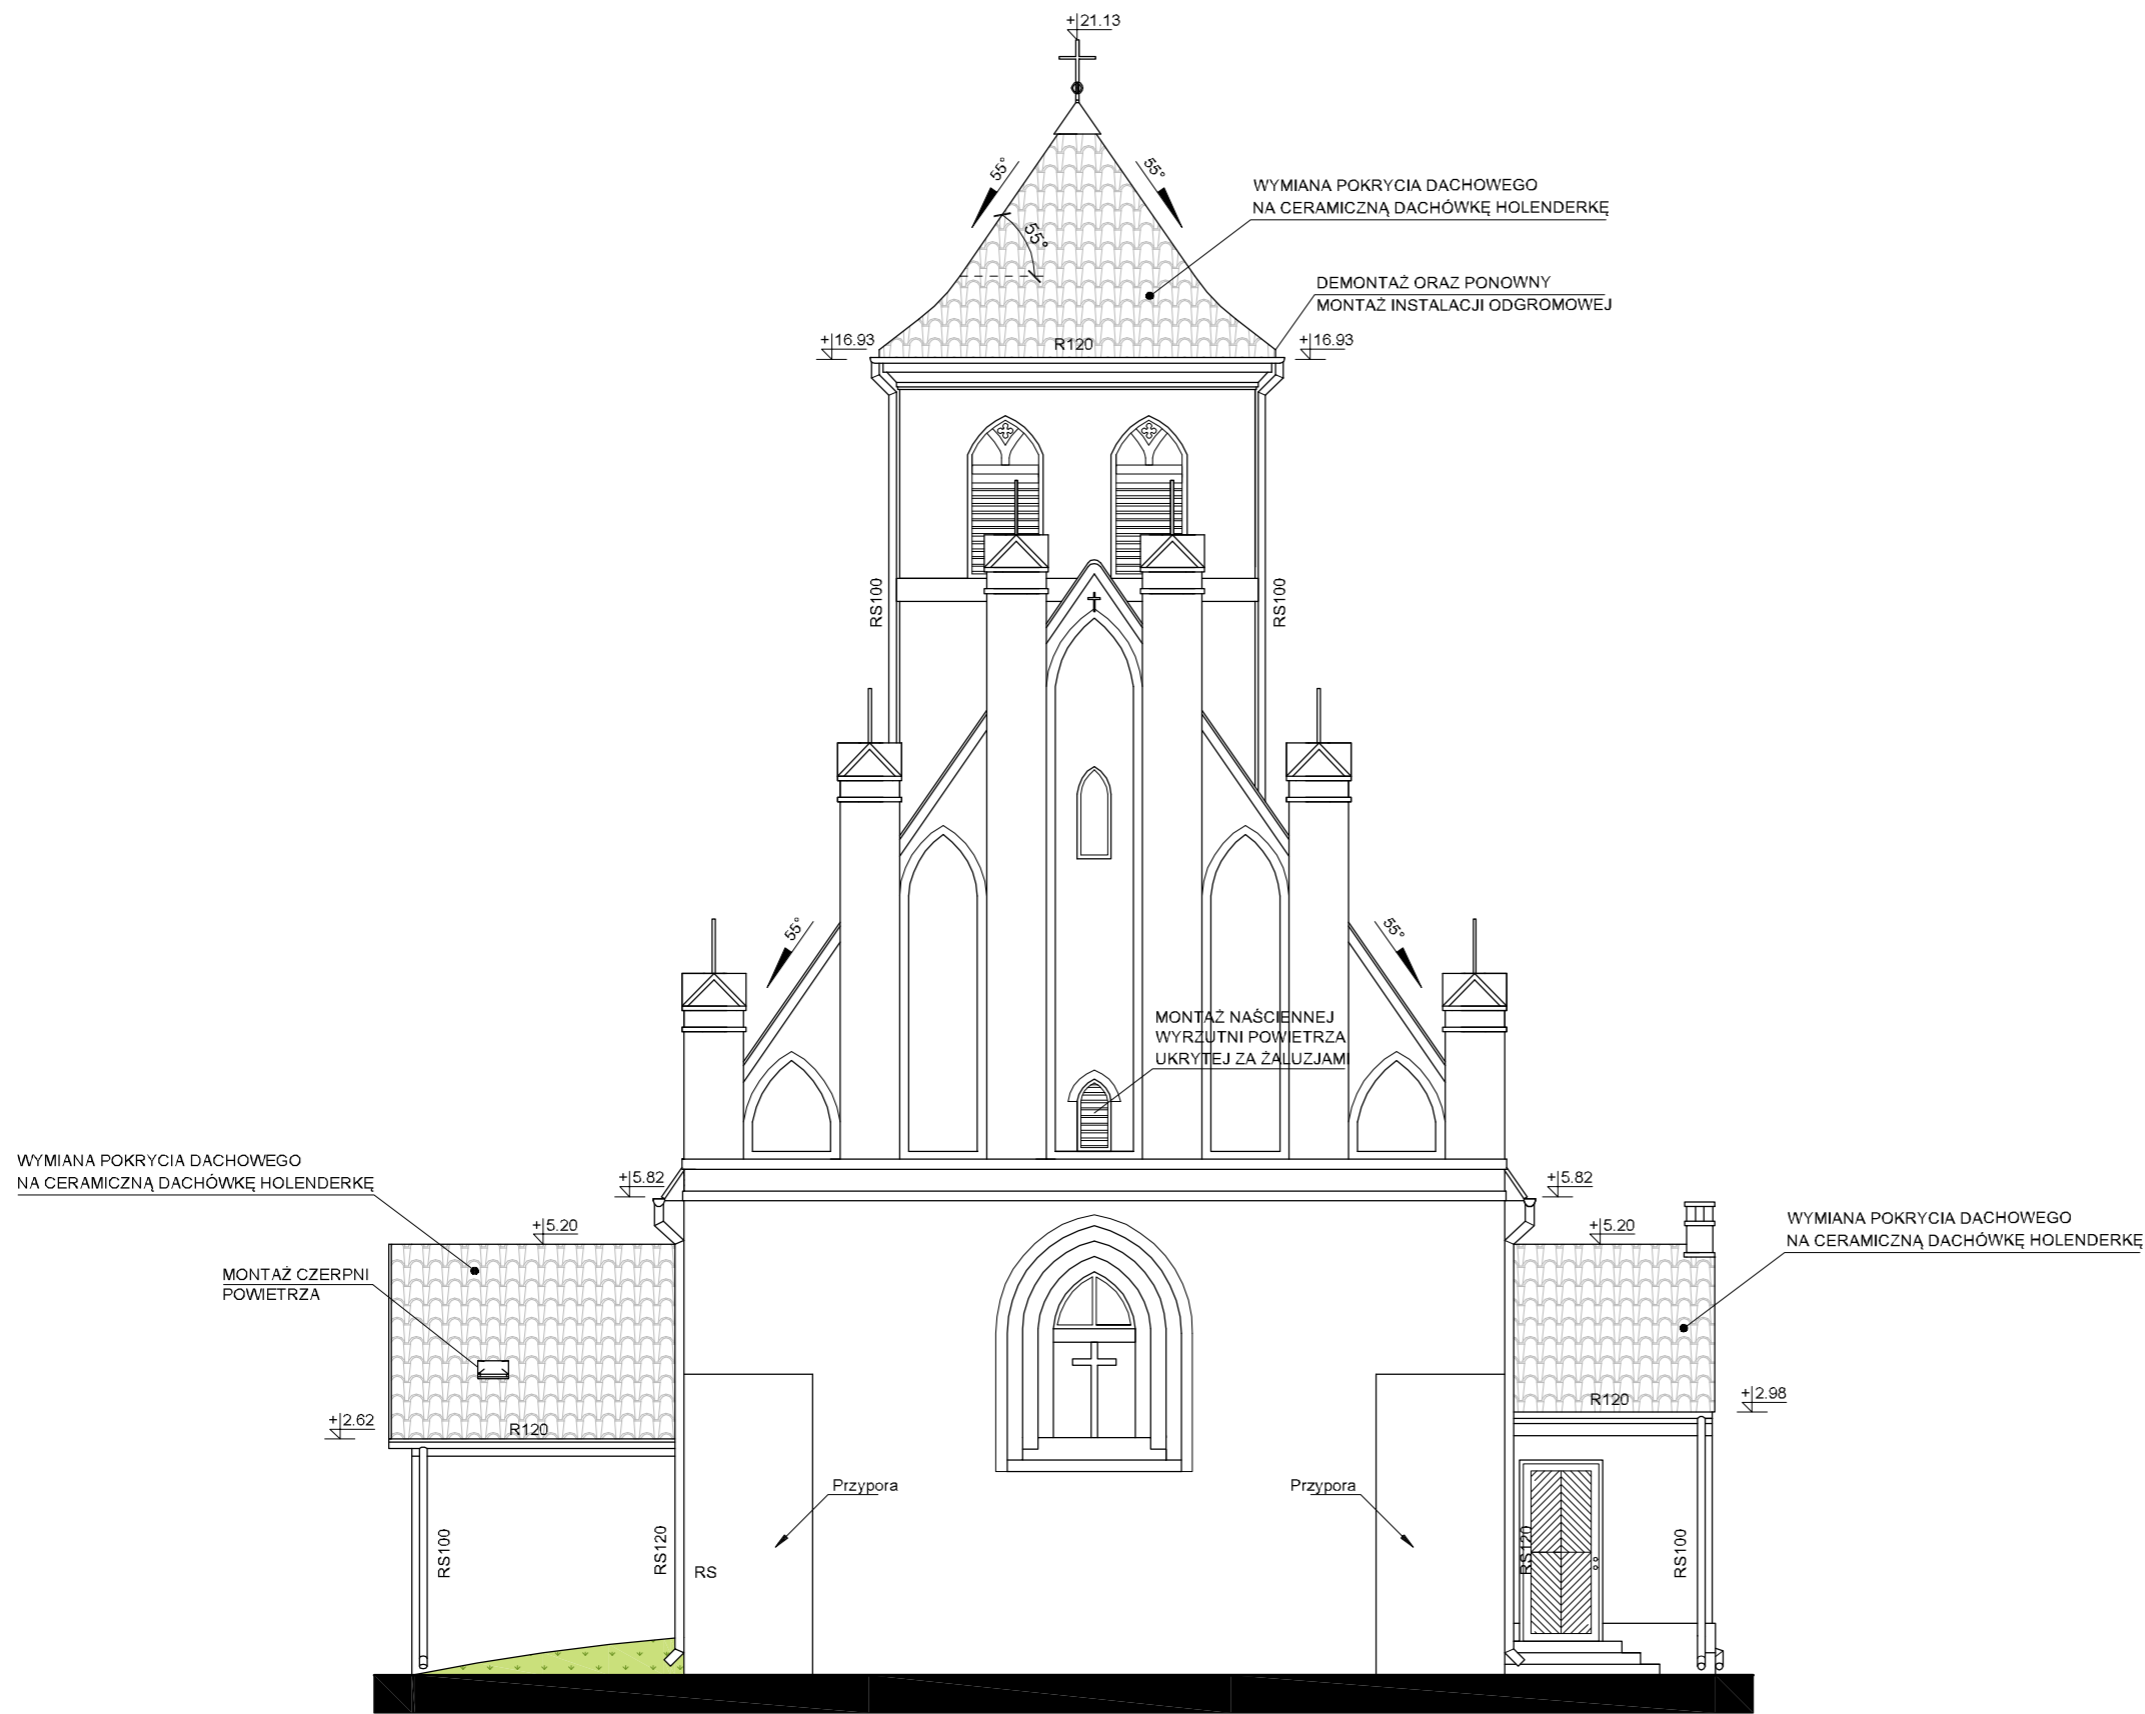 +21.13
55°
55°
55°
WYMIANA POKRYCIA DACHOWEGO
NA CERAMICZNĄ DACHÓWKĘ HOLENDERKĘ
DEMONTAŻ ORAZ PONOWNY
MONTAŻ INSTALACJI ODGROMOWEJ
+16.93
R120
+16.93
RS100
RS100
55°
55°
MONTAŻ NAŚCIENNEJ
WYRZUTNI POWIETRZA
UKRYTEJ ZA ŻALUZJAMI
WYMIANA POKRYCIA DACHOWEGO
NA CERAMICZNĄ DACHÓWKĘ HOLENDERKĘ
+5.82
+5.82
+5.20
+5.20
WYMIANA POKRYCIA DACHOWEGO
NA CERAMICZNĄ DACHÓWKĘ HOLENDERKĘ
MONTAŻ CZERPNI
POWIETRZA
+2.62
R120
R120
+2.98
Przypora
Przypora
RS100
RS120
RS
RS120
RS100